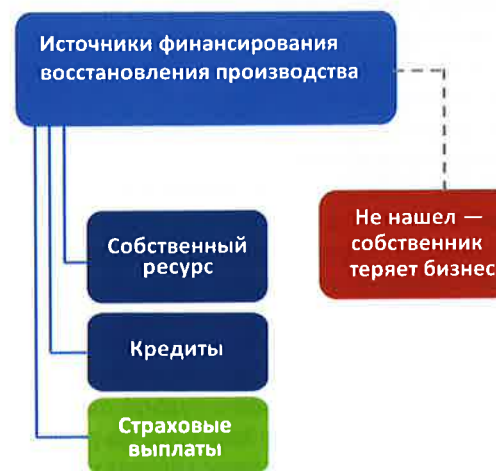 Источники финансирования
восстановления производства
Не нашел —
собственник
теряет бизнес
Собственный
ресурс
Кредиты
Страховые
выплаты